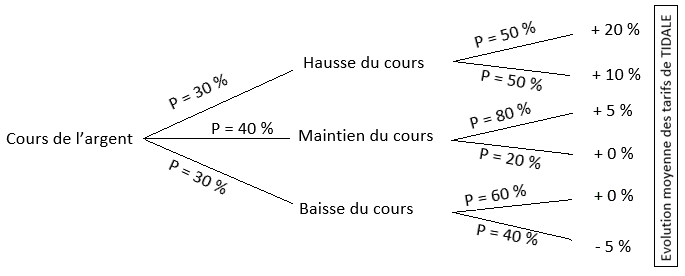 Cours de l'argent
P = 30 %
P = 40 %
P = 30 %
Hausse du cours
Maintien du cours
Baisse du cours
P = 50 %
P = 50 %
P = 80 %
P = 20 %
P = 60 %
P = 40 %
+ 20 %
+ 10 %
+ 5 %
+ 0 %
+ 0 %
- 5 %
Evolution moyenne des tarifs de TIDALE